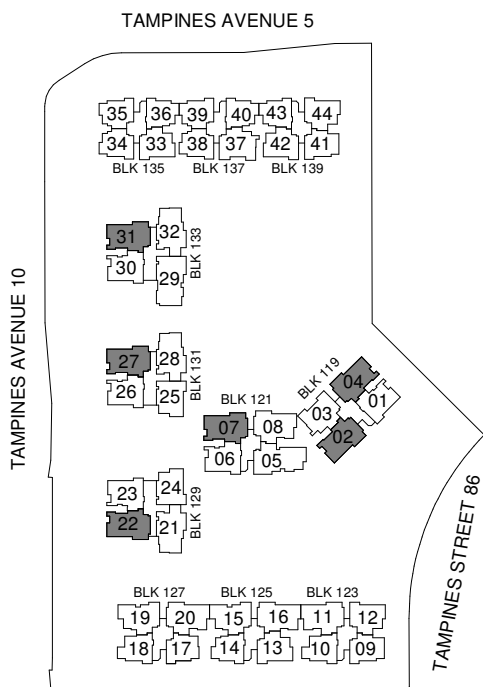 TAMPINES AVENUE 5
35 36 39 40 43 44
34 33 38 37 42 41
BLK 135 BLK 137 BLK 139
31 32
30 29
BLK 133
27 28
26 25
BLK 131
TAMPINES AVENUE 10
BLK 119
04
03 01
02
BLK 121
07 08
06 05
23 24
22 21
BLK 129
TAMPINES STREET 86
BLK 127 BLK 125 BLK 123
19 20 15 16 11 12
18 17 14 13 10 09